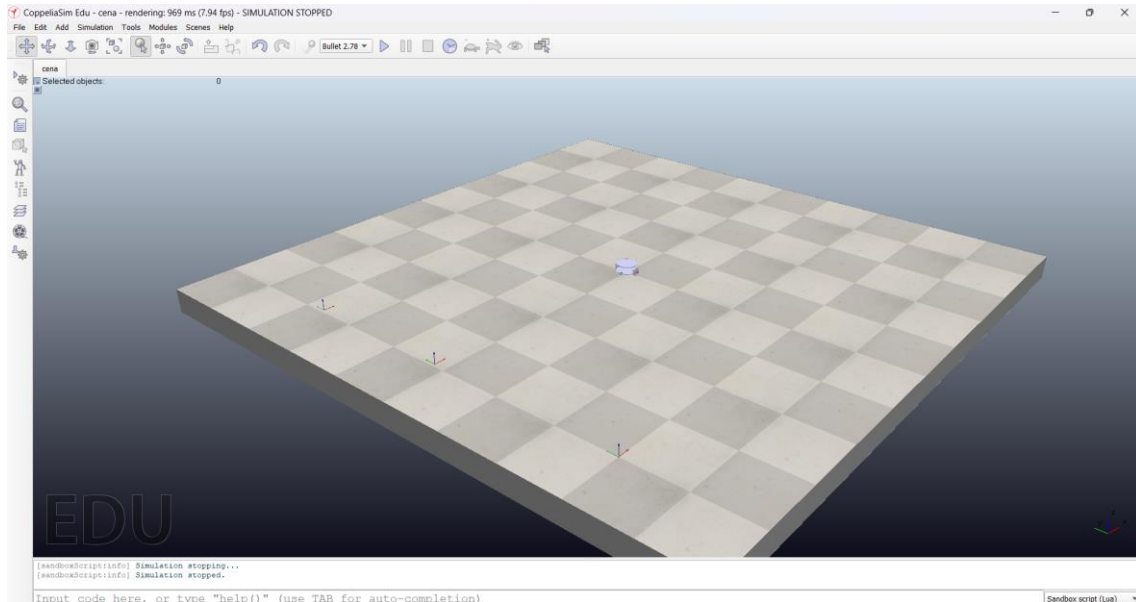 CoppeliaSim Edu - cena - rendering: 969 ms (7.94 fps) - SIMULATION STOPPED
File Edit Add Simulation Tools Modules Scenes Help
Bullet 2.78
cena
Selected objects: 0
EDU
[sandboxScript:info] Simulation stopping...
[sandboxScript:info] Simulation stopped.
Input code here, or type "help()" (use TAB for auto-completion)
Sandbox script (Lua)